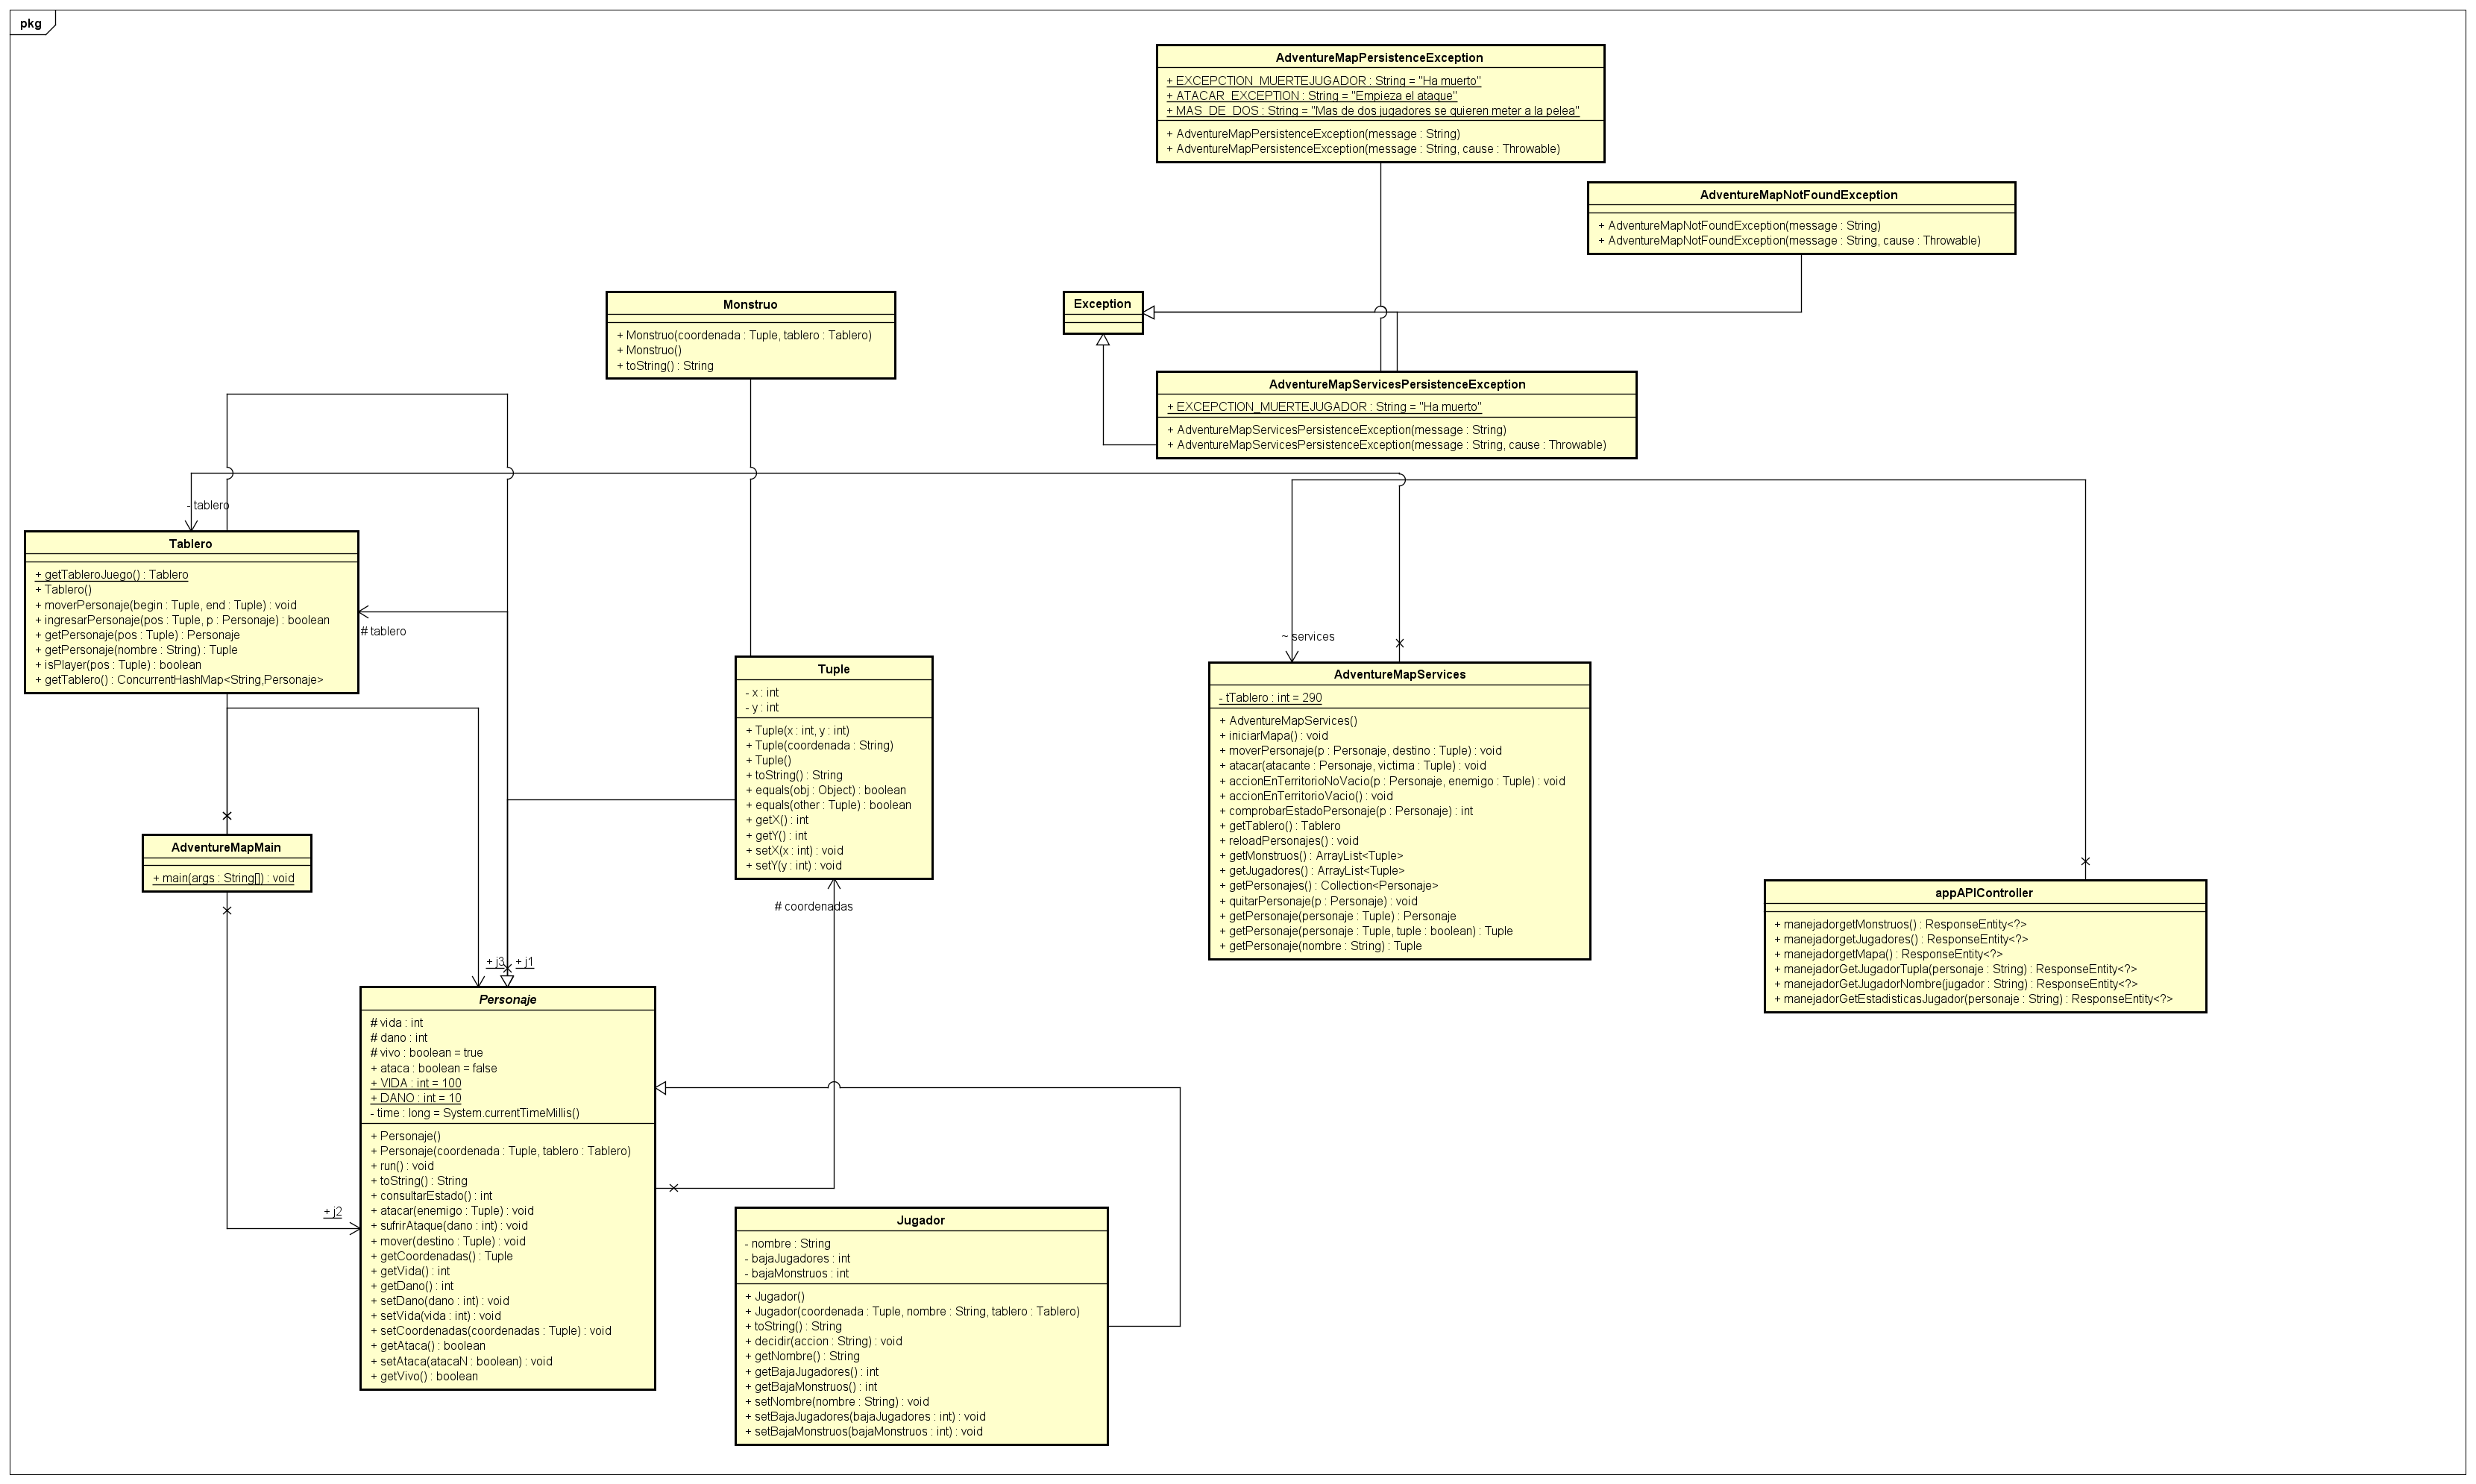 pkg
AdventureMapPersistenceException
+ EXCEPCTION_MUERTEJUGADOR : String = "Ha muerto"
+ ATACAR_EXCEPTION : String = "Empieza el ataque"
+ MAS_DE_DOS : String = "Mas de dos jugadores se quieren meter a la pelea"
+ AdventureMapPersistenceException(message : String)
+ AdventureMapPersistenceException(message : String, cause : Throwable)
AdventureMapNotFoundException
+ AdventureMapNotFoundException(message : String)
+ AdventureMapNotFoundException(message : String, cause : Throwable)
Monstruo
+ Monstruo(coordenada : Tuple, tablero : Tablero)
+ Monstruo()
+ toString() : String
Exception
AdventureMapServicesPersistenceException
+ EXCEPCTION_MUERTEJUGADOR : String = "Ha muerto"
+ AdventureMapServicesPersistenceException(message : String)
+ AdventureMapServicesPersistenceException(message : String, cause : Throwable)
- tablero
Tablero
+ getTableroJuego() : Tablero
+ Tablero()
+ moverPersonaje(begin : Tuple, end : Tuple) : void
+ ingresarPersonaje(pos : Tuple, p : Personaje) : boolean
+ getPersonaje(pos : Tuple) : Personaje
+ getPersonaje(nombre : String) : Tuple
+ isPlayer(pos : Tuple) : boolean
+ getTablero() : ConcurrentHashMap<String,Personaje>
# tablero
~ services
Tuple
- x : int
- y : int
+ Tuple(x : int, y : int)
+ Tuple(coordenada : String)
+ Tuple()
+ toString() : String
+ equals(obj : Object) : boolean
+ equals(other : Tuple) : boolean
+ getX() : int
+ getY() : int
+ setX(x : int) : void
+ setY(y : int) : void
# coordenadas
AdventureMapServices
- tTablero : int = 290
+ AdventureMapServices()
+ iniciarMapa() : void
+ moverPersonaje(p : Personaje, destino : Tuple) : void
+ atacar(atacante : Personaje, victima : Tuple) : void
+ accionEnTerritorioNoVacio(p : Personaje, enemigo : Tuple) : void
+ accionEnTerritorioVacio() : void
+ comprobarEstadoPersonaje(p : Personaje) : int
+ getTablero() : Tablero
+ reloadPersonajes() : void
+ getMonstruos() : ArrayList<Tuple>
+ getJugadores() : ArrayList<Tuple>
+ getPersonajes() : Collection<Personaje>
+ quitarPersonaje(p : Personaje) : void
+ getPersonaje(personaje : Tuple) : Personaje
+ getPersonaje(personaje : Tuple, tuple : boolean) : Tuple
+ getPersonaje(nombre : String) : Tuple
AdventureMapMain
+ main(args : String[]) : void
appAPIController
+ manejadorgetMonstruos() : ResponseEntity<?>
+ manejadorgetJugadores() : ResponseEntity<?>
+ manejadorgetMapa() : ResponseEntity<?>
+ manejadorGetJugadorTupla(personaje : String) : ResponseEntity<?>
+ manejadorGetJugadorNombre(jugador : String) : ResponseEntity<?>
+ manejadorGetEstadisticasJugador(personaje : String) : ResponseEntity<?>
+ j3
+ j1
+ j2
Personaje
# vida : int
# dano : int
# vivo : boolean = true
+ ataca : boolean = false
+ VIDA : int = 100
+ DANO : int = 10
- time : long = System.currentTimeMillis()
+ Personaje()
+ Personaje(coordenada : Tuple, tablero : Tablero)
+ run() : void
+ toString() : String
+ consultarEstado() : int
+ atacar(enemigo : Tuple) : void
+ sufrirAtaque(dano : int) : void
+ mover(destino : Tuple) : void
+ getCoordenadas() : Tuple
+ getVida() : int
+ getDano() : int
+ setDano(dano : int) : void
+ setVida(vida : int) : void
+ setCoordenadas(coordenadas : Tuple) : void
+ getAtaca() : boolean
+ setAtaca(atacaN : boolean) : void
+ getVivo() : boolean
Jugador
- nombre : String
- bajaJugadores : int
- bajaMonstruos : int
+ Jugador()
+ Jugador(coordenada : Tuple, nombre : String, tablero : Tablero)
+ toString() : String
+ decidir(accion : String) : void
+ getNombre() : String
+ getBajaJugadores() : int
+ getBajaMonstruos() : int
+ setNombre(nombre : String) : void
+ setBajaJugadores(bajaJugadores : int) : void
+ setBajaMonstruos(bajaMonstruos : int) : void